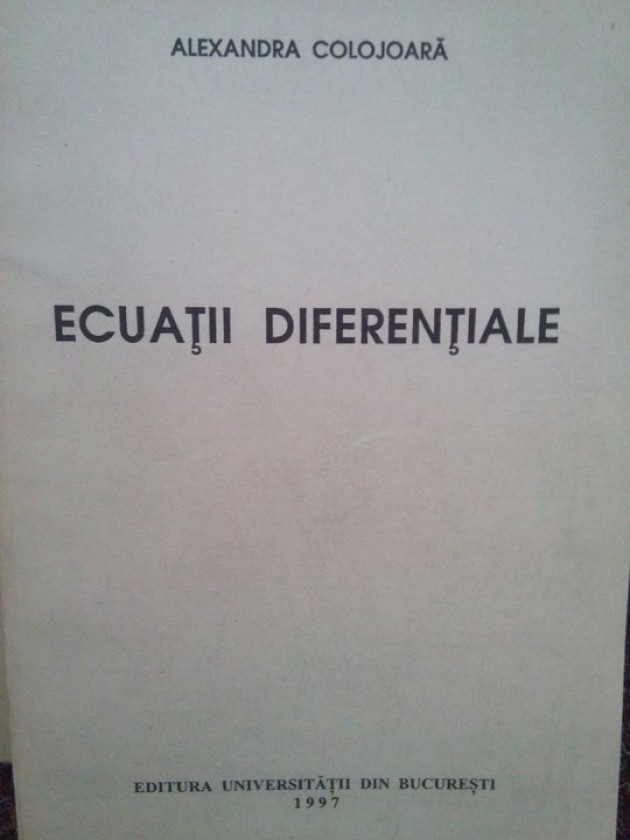 ALEXANDRA COLOJOARĂ
ECUAŢII DIFERENŢIALE
EDITURA UNIVERSITĂŢII DIN BUCUREŞTI
1997